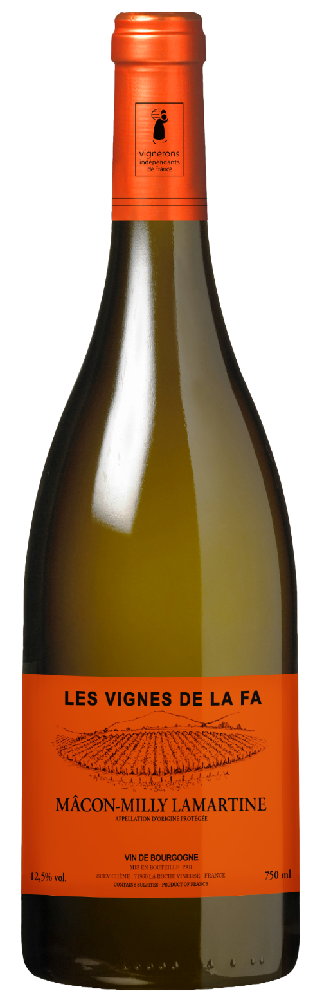 vignerons
indépendants
de France
LES VIGNES DE LA FA
MÂCON-MILLY LAMARTINE
APPELLATION D'ORIGINE PROTÉGÉE
VIN DE BOURGOGNE
MIS EN BOUTEILLE PAR
12,5% vol.
SCEV CHÊNE - 71960 LA ROCHE VINEUSE - FRANCE
750 ml
CONTAINS SULFITES - PRODUCT OF FRANCE